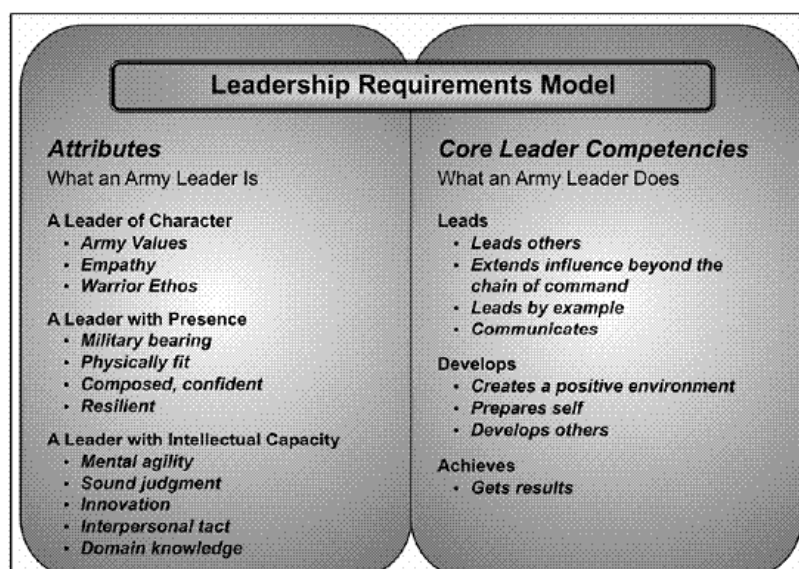 Leadership Requirements Model
Attributes
What an Army Leader Is
A Leader of Character
• Army Values
• Empathy
• Warrior Ethos
A Leader with Presence
• Military bearing
• Physically fit
• Composed, confident
• Resilient
A Leader with Intellectual Capacity
• Mental agility
• Sound judgment
• Innovation
• Interpersonal tact
• Domain knowledge
Core Leader Competencies
What an Army Leader Does
Leads
• Leads others
• Extends influence beyond the
chain of command
• Leads by example
• Communicates
Develops
• Creates a positive environment
• Prepares self
• Develops others
Achieves
• Gets results